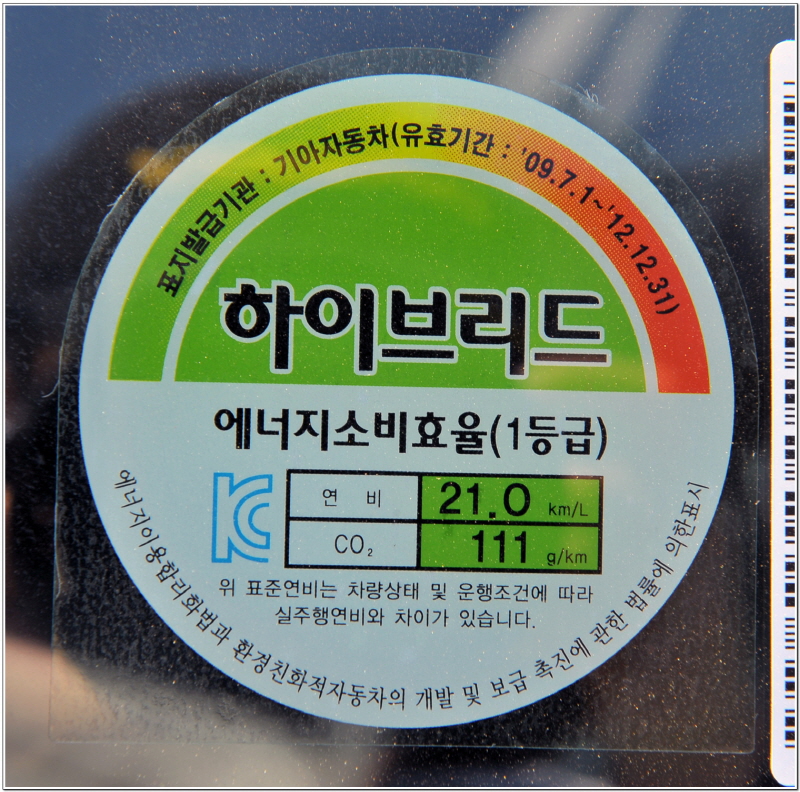 표지발급기관 : 기아자동차(유효기간 : '09.7.1~'12.12.31)
하이브리드
에너지소비효율(1등급)
연 비 21.0 km/L
CO₂ 111 g/km
위 표준연비는 차량상태 및 운행조건에 따라
실주행연비와 차이가 있습니다.
에너지이용합리화법과 환경친화적자동차의 개발 및 보급 촉진에 관한 법률에 의한표시